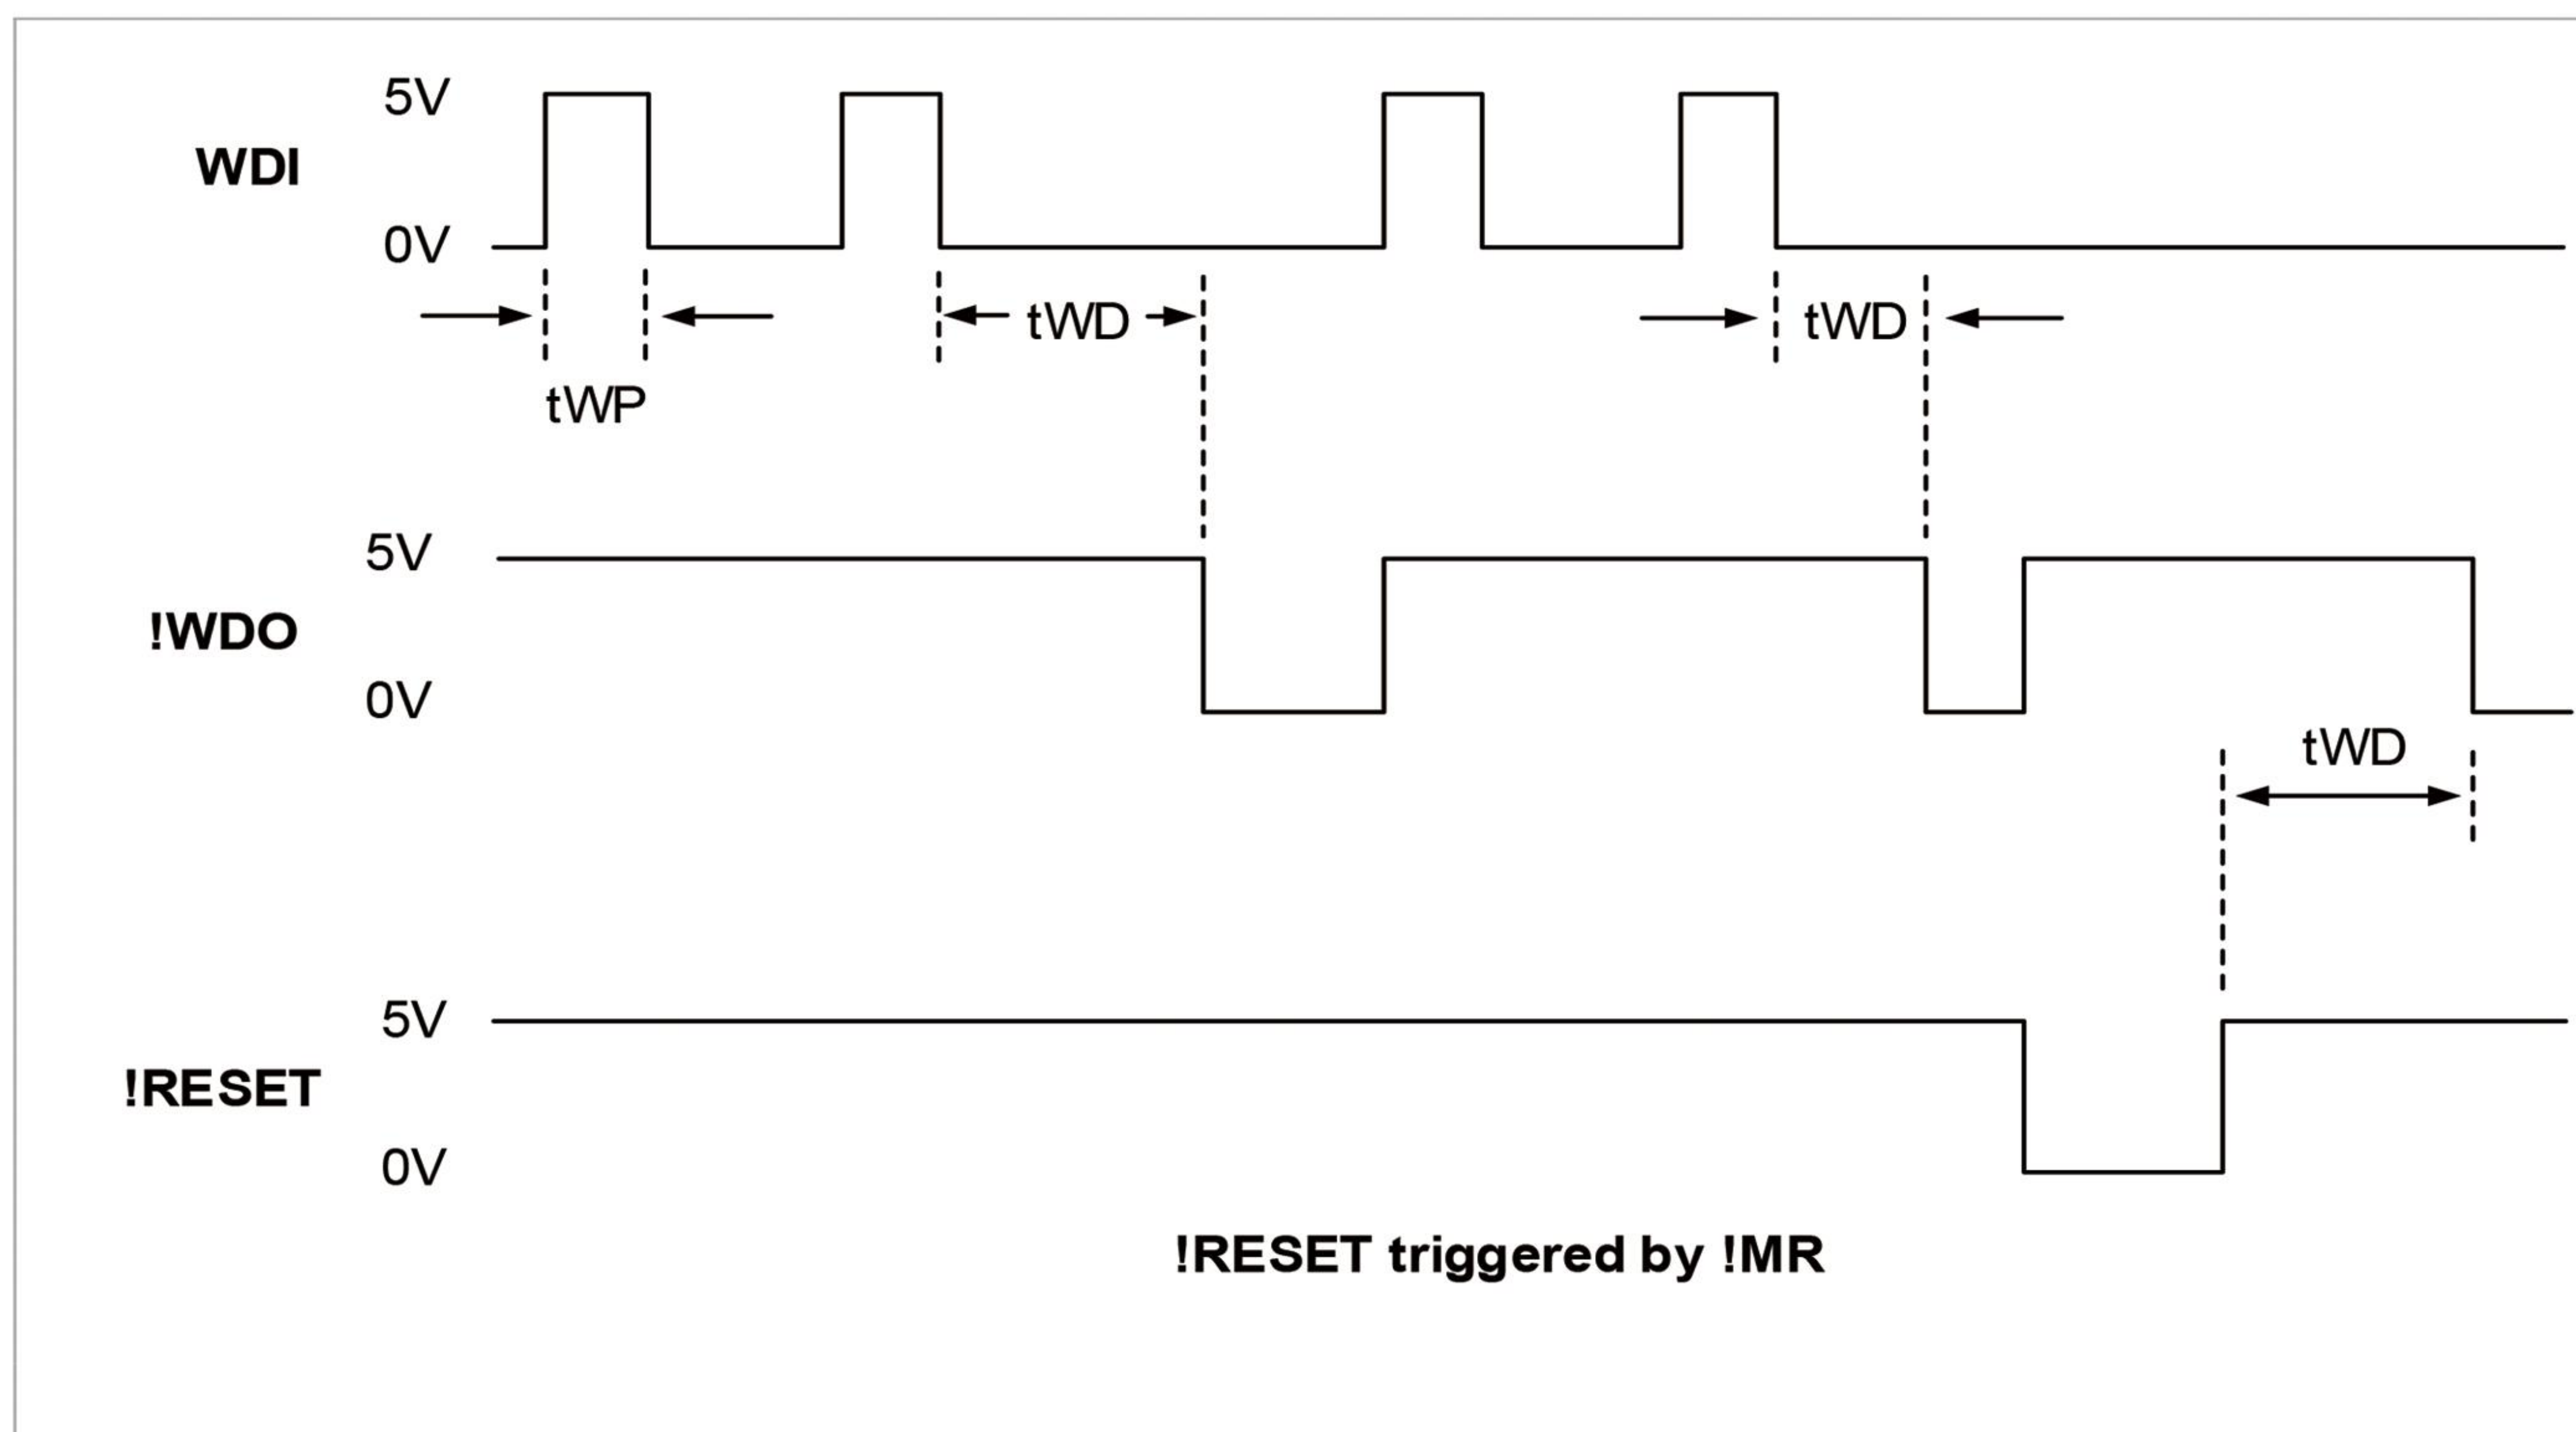 5V
WDI
0V
tWD
tWD
tWP
5V
!WDO
0V
tWD
5V
!RESET
0V
!RESET triggered by !MR